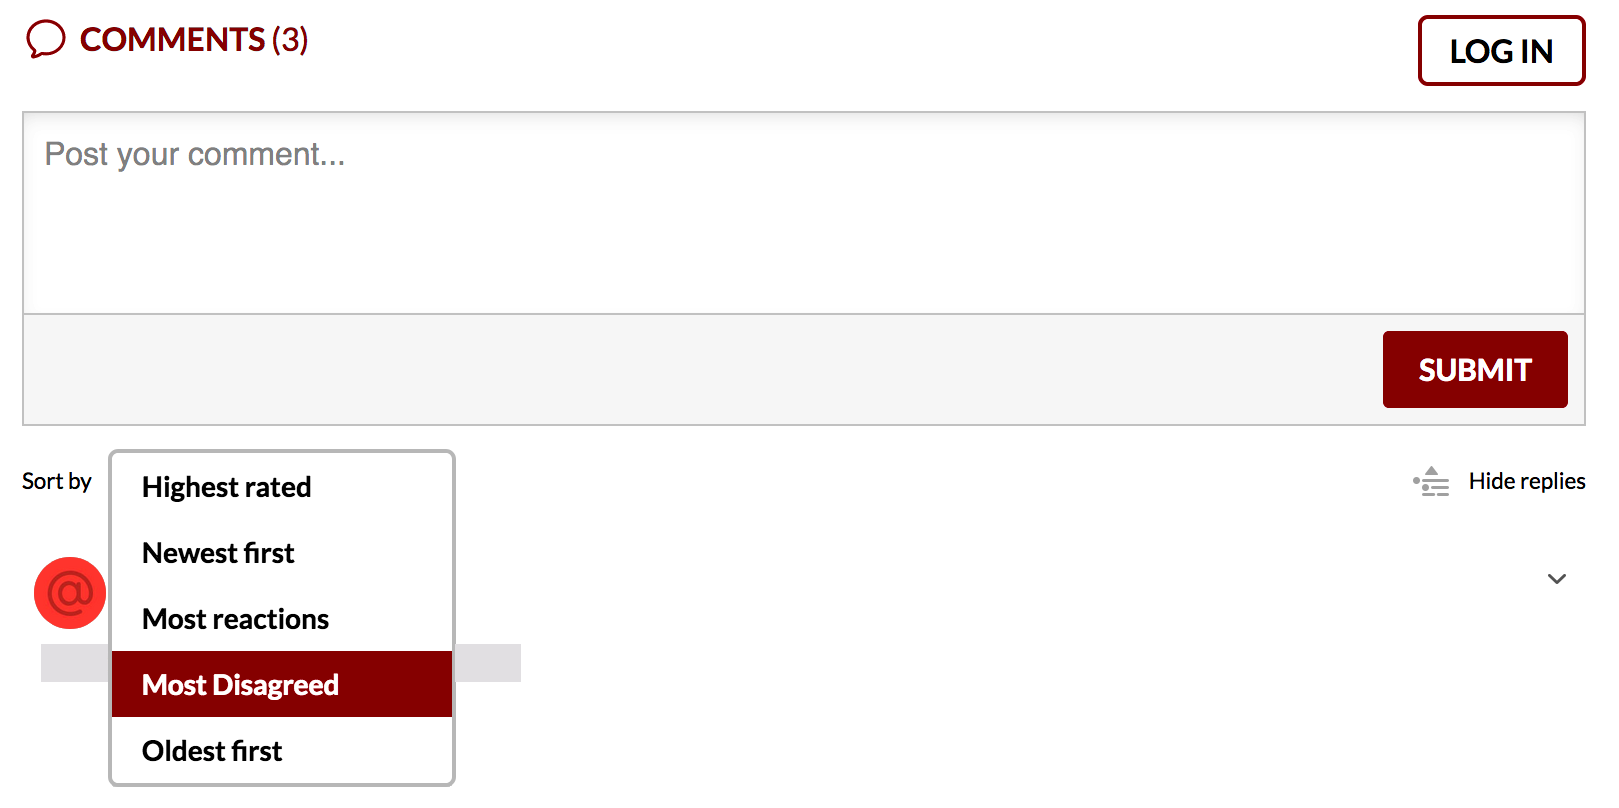 COMMENTS (3)
LOG IN
Post your comment...
SUBMIT
Sort by
Highest rated
Newest first
Most reactions
Most Disagreed
Oldest first
Hide replies
@